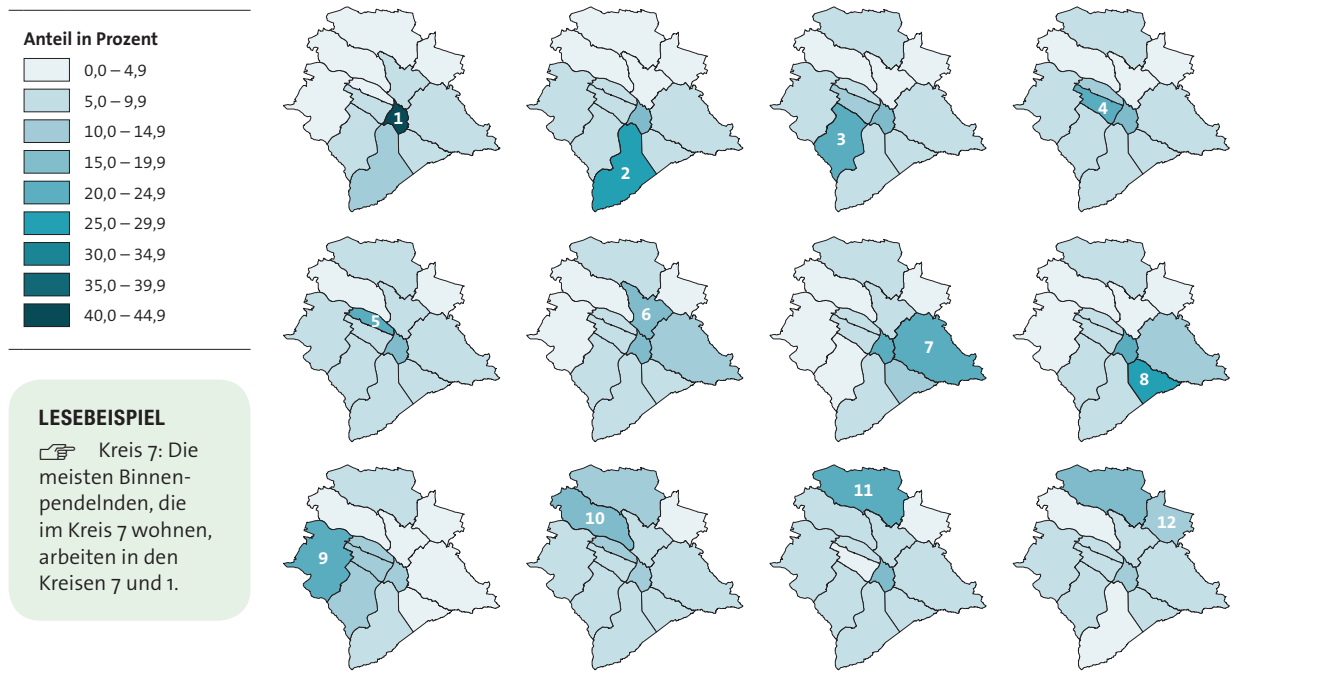 Anteil in Prozent
0,0 – 4,9
5,0 – 9,9
10,0 – 14,9
15,0 – 19,9
20,0 – 24,9
25,0 – 29,9
30,0 – 34,9
35,0 – 39,9
40,0 – 44,9
LESEBEISPIEL
Kreis 7: Die
meisten Binnen-
pendelnden, die
im Kreis 7 wohnen,
arbeiten in den
Kreisen 7 und 1.
1
2
3
4
5
6
7
8
9
10
11
12